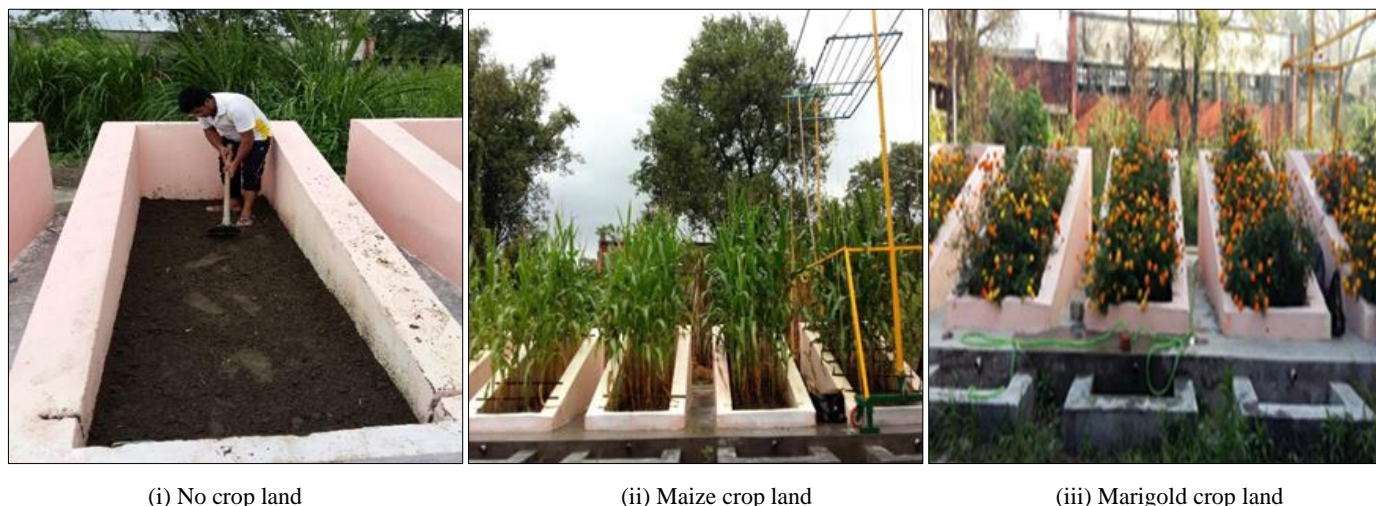 (i) No crop land
(ii) Maize crop land
(iii) Marigold crop land